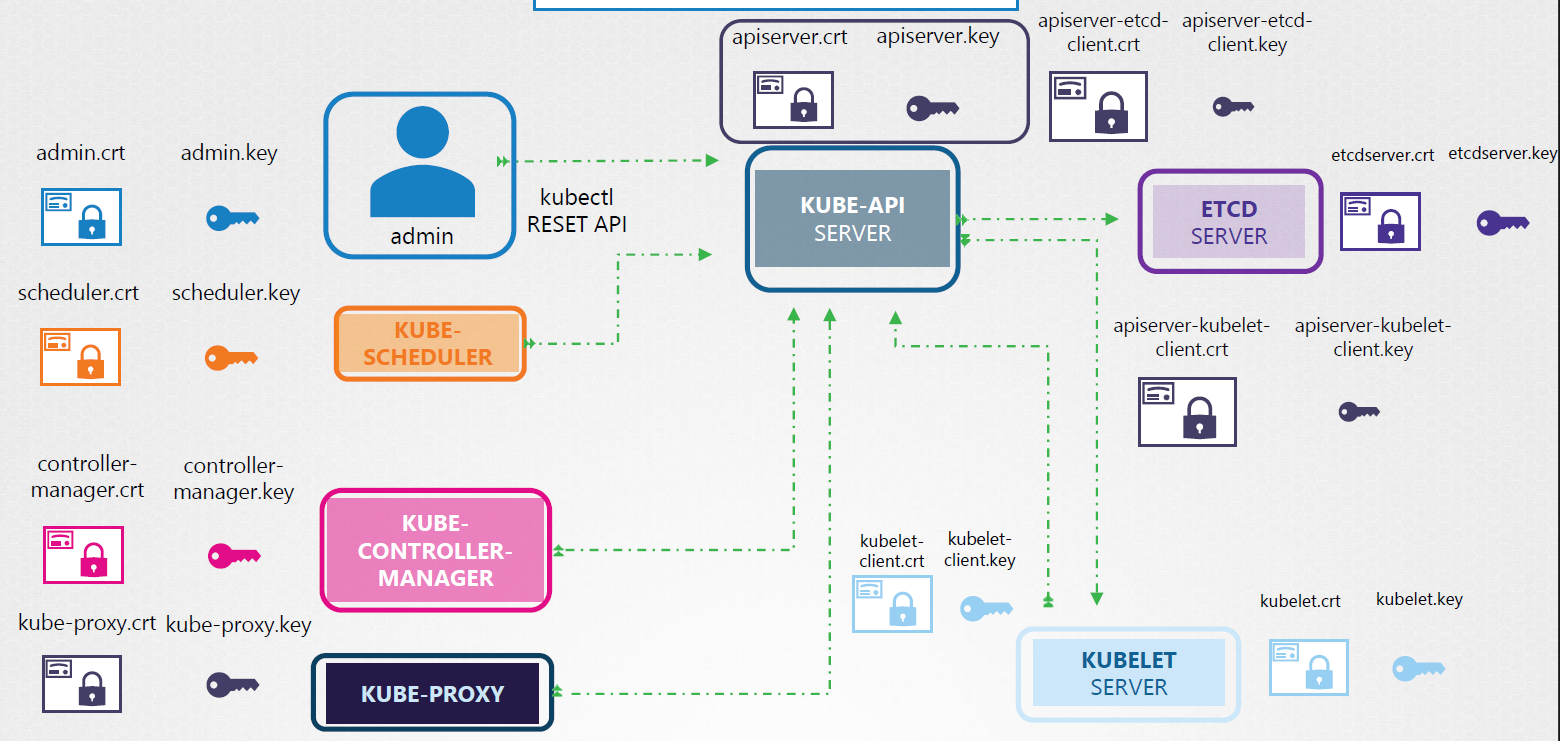 apiserver.crt
apiserver.key
apiserver-etcd-
client.crt
apiserver-etcd-
client.key
admin.crt
admin.key
admin
kubectl
RESET API
KUBE-API
SERVER
ETCD
SERVER
etcdserver.crt
etcdserver.key
scheduler.crt
scheduler.key
KUBE-
SCHEDULER
apiserver-kubelet-
client.crt
apiserver-kubelet-
client.key
controller-
manager.crt
controller-
manager.key
KUBE-
CONTROLLER-
MANAGER
kubelet-
client.crt
kubelet-
client.key
kube-proxy.crt
kube-proxy.key
KUBE-PROXY
KUBELET
SERVER
kubelet.crt
kubelet.key